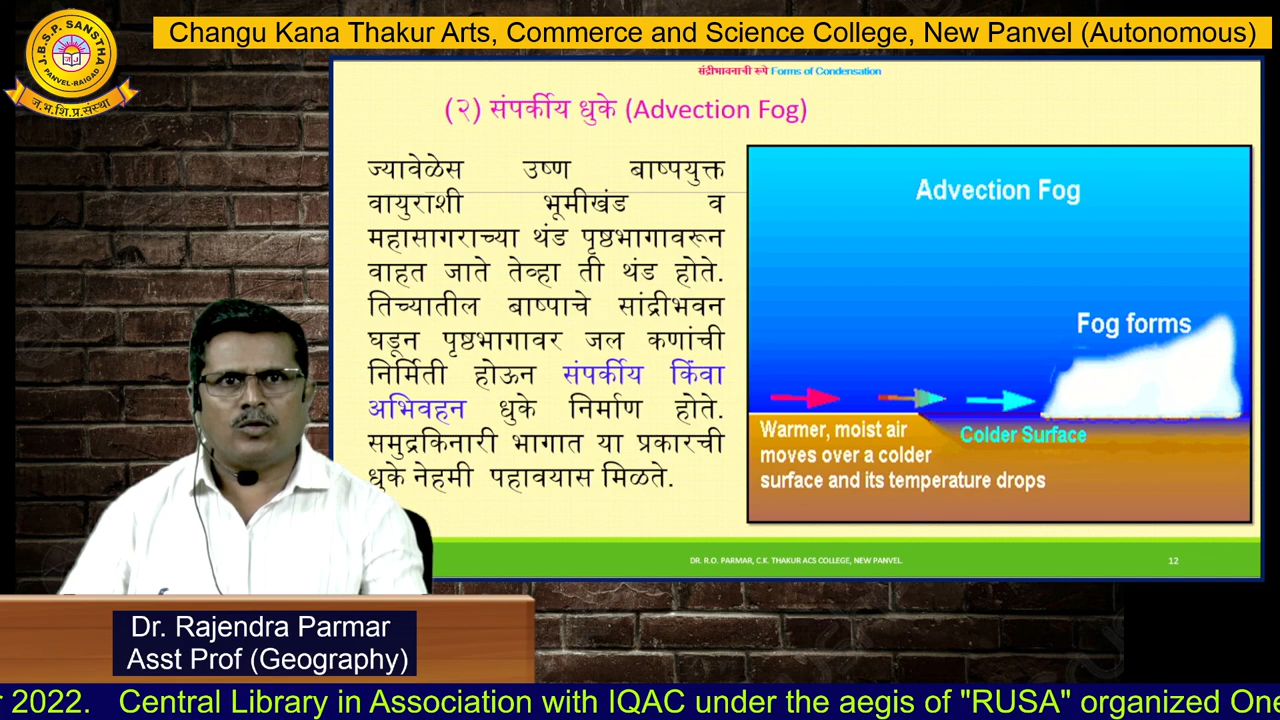 J.B.S.P. SANSTHA
PANVEL-RAIGAD
ज.भ.शि.प्र.संस्था
Changu Kana Thakur Arts, Commerce and Science College, New Panvel (Autonomous)
संद्रीभावनाची रूपे Forms of Condensation
(२) संपर्कीय धुके (Advection Fog)
ज्यावेळेस उष्ण बाष्पयुक्त
वायुराशी भूमीखंड व
महासागराच्या थंड पृष्ठभागावरून
वाहत जाते तेव्हा ती थंड होते.
तिच्यातील बाष्पाचे सांद्रीभवन
घडून पृष्ठभागावर जल कणांची
निर्मिती होऊन संपर्कीय किंवा
अभिवहन धुके निर्माण होते.
समुद्रकिनारी भागात या प्रकारची
धुके नेहमी पहावयास मिळते.
Advection Fog
Fog forms
Warmer, moist air
moves over a colder
surface and its temperature drops
Colder Surface
DR. R.O. PARMAR, C.K. THAKUR ACS COLLEGE, NEW PANVEL.
12
Dr. Rajendra Parmar
Asst Prof (Geography)
r 2022. Central Library in Association with IQAC under the aegis of "RUSA" organized One